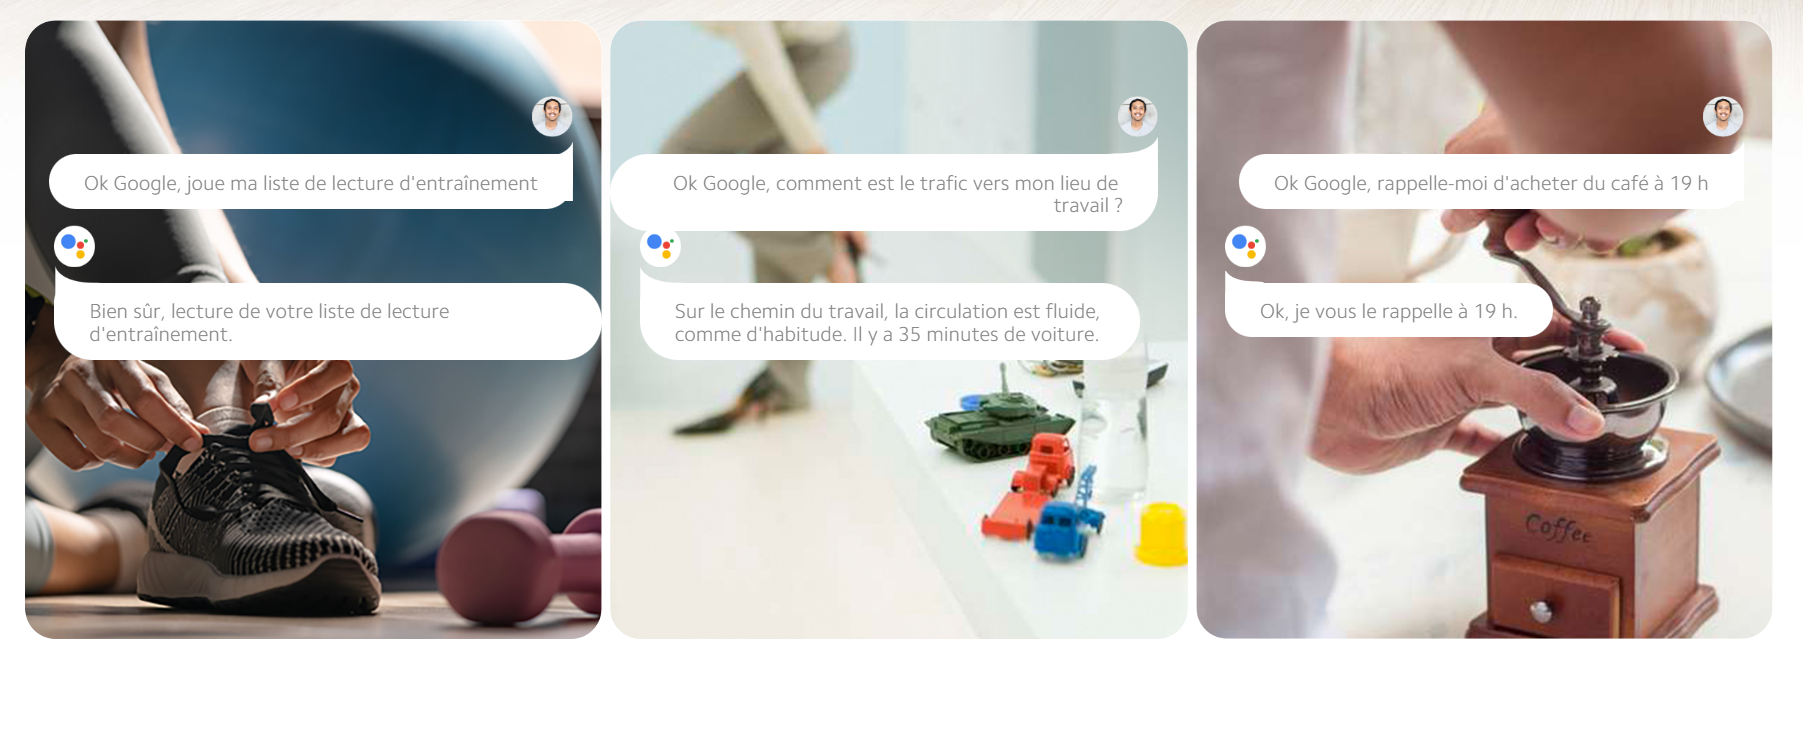 Ok Google, joue ma liste de lecture d'entraînement
Bien sûr, lecture de votre liste de lecture
d'entraînement.
Ok Google, comment est le trafic vers mon lieu de
travail ?
Sur le chemin du travail, la circulation est fluide,
comme d'habitude. Il y a 35 minutes de voiture.
Ok Google, rappelle-moi d'acheter du café à 19 h
Ok, je vous le rappelle à 19 h.
Coffee